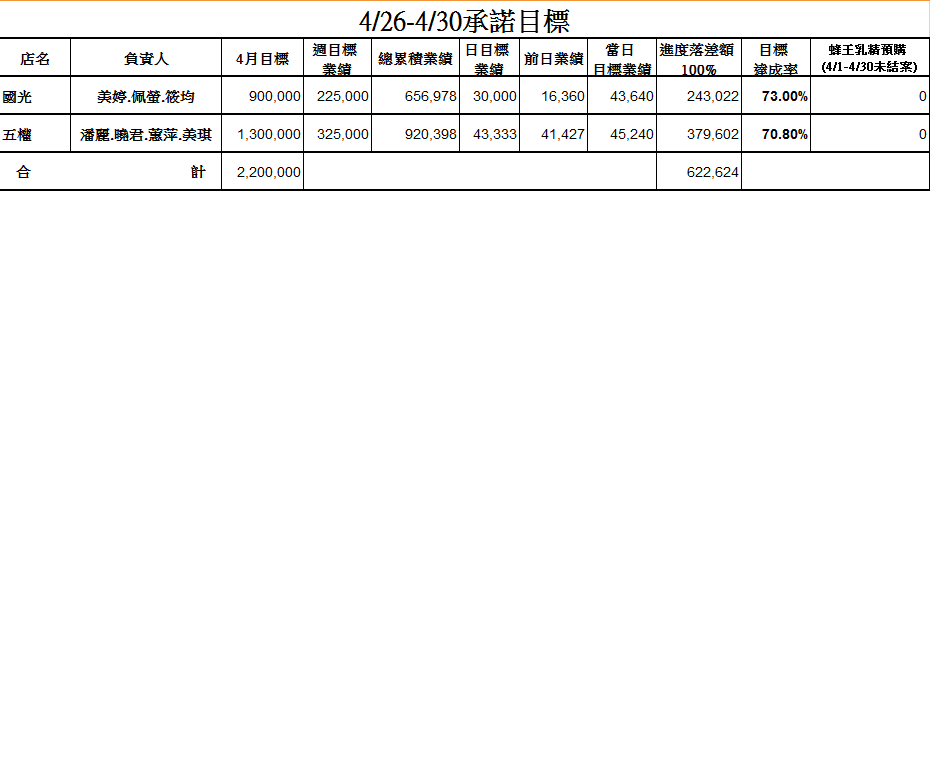 4/26-4/30承諾目標
店名 負責人 4月目標 週目標業績 總累積業績 日目標業績 前日業績 當日目標業績 進度落差額100% 目標達成率 蜂王乳精預購(4/1-4/30未結案)
國光 美婷.佩螢.筱均 900,000 225,000 656,978 30,000 16,360 43,640 243,022 73.00% 0
五權 潘麗.曉君.蕙萍.美琪 1,300,000 325,000 920,398 43,333 41,427 45,240 379,602 70.80% 0
合 計 2,200,000 622,624